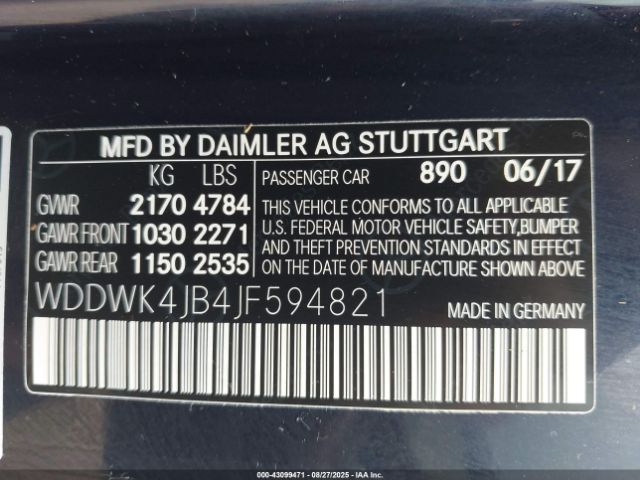 MFD BY DAIMLER AG STUTTGART
KG LBS
GVWR 2170 4784
GAWR FRONT 1030 2271
GAWR REAR 1150 2535
PASSENGER CAR 890 06/17
THIS VEHICLE CONFORMS TO ALL APPLICABLE
U.S. FEDERAL MOTOR VEHICLE SAFETY,BUMPER
AND THEFT PREVENTION STANDARDS IN EFFECT
ON THE DATE OF MANUFACTURE SHOWN ABOVE
WDDWK4JB4JF594821
MADE IN GERMANY
000-43099471 - 08/27/2025 - Copyright © 2025 IAA.